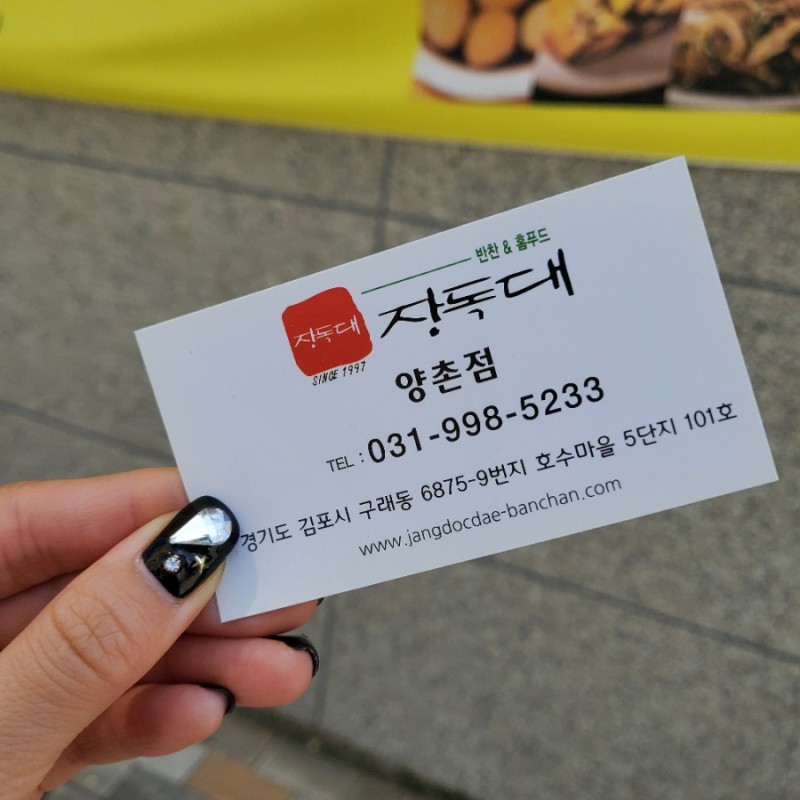 반찬 & 홈푸드
장독대
장독대
SINCE 1997
양촌점
TEL : 031-998-5233
경기도 김포시 구래동 6875-9번지 호수마을 5단지 101호
www.jangdocdae-banchan.com